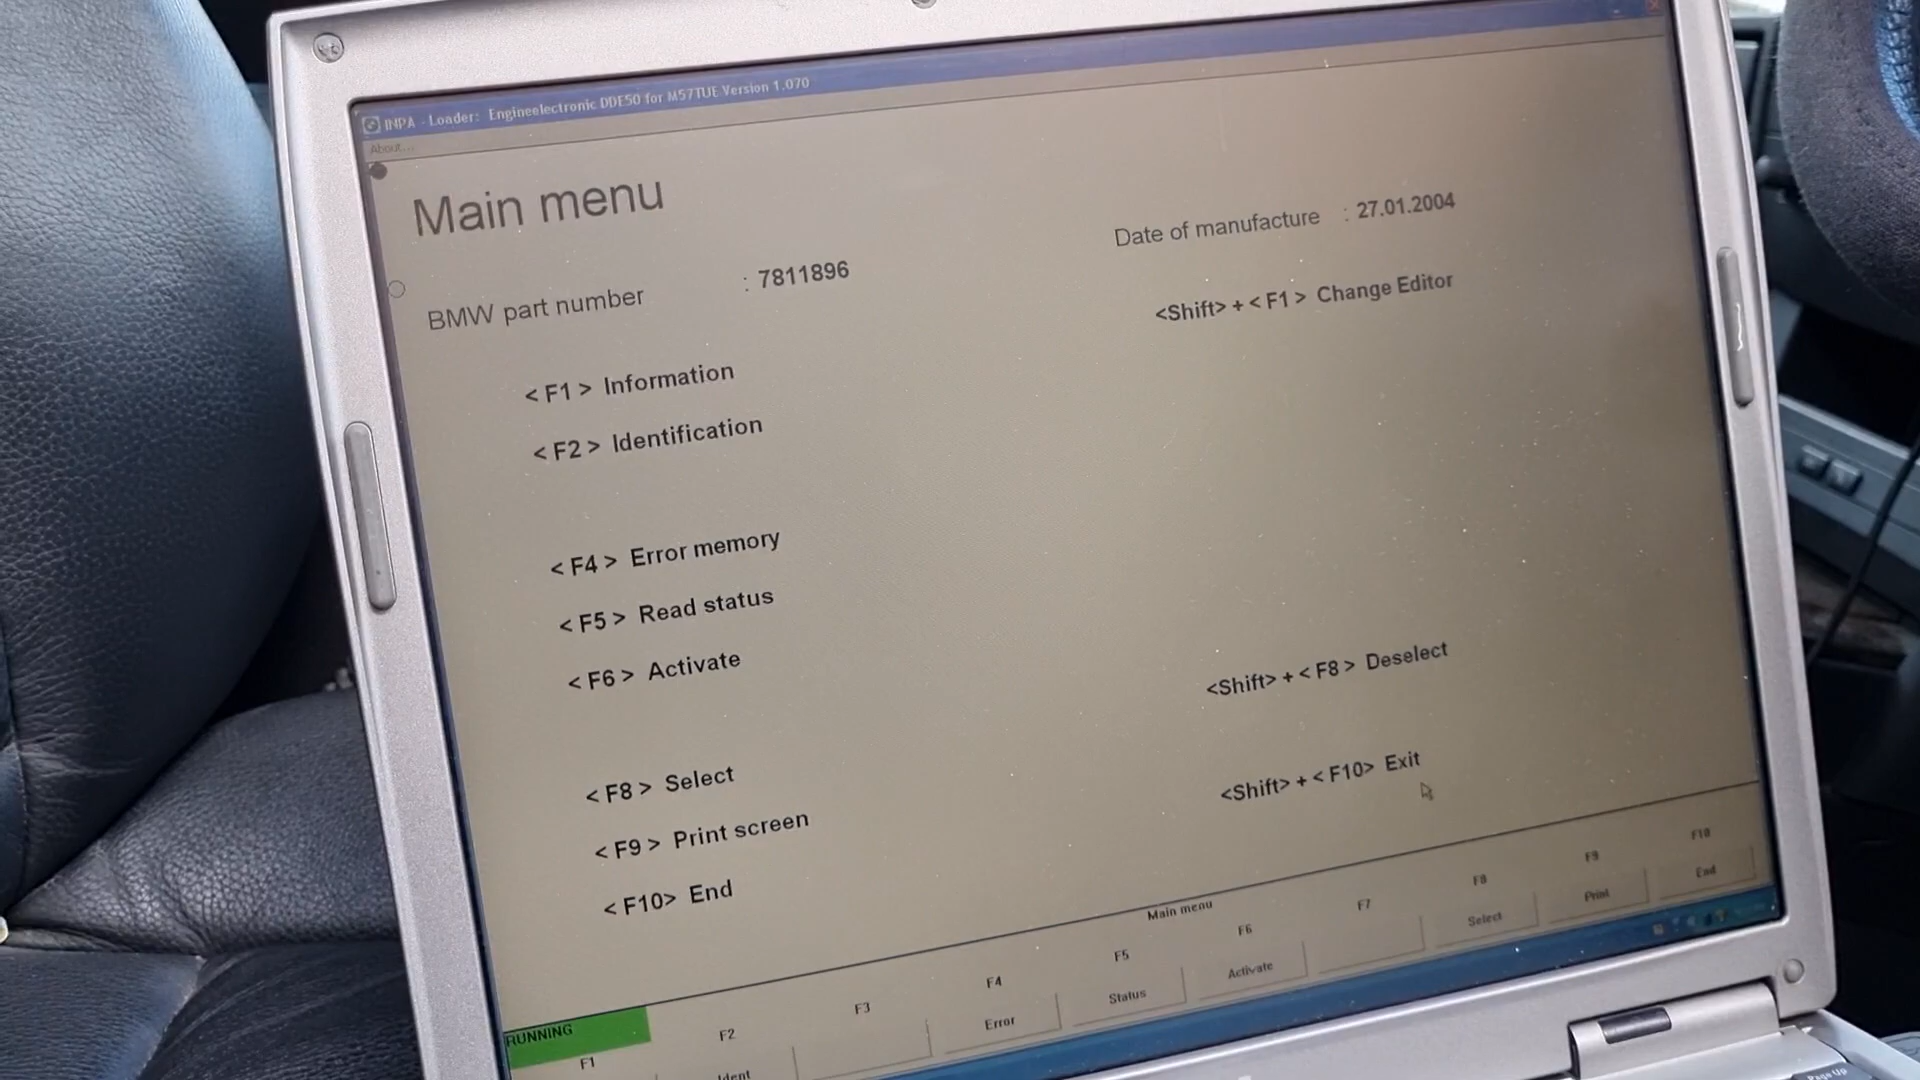 INPA - Loader: Engineelectronic DDE50 for M57TUE Version 1.070
About...
Main menu
BMW part number : 7811896
Date of manufacture : 27.01.2004
<Shift> + < F1 > Change Editor
< F1 > Information
< F2 > Identification
< F4 > Error memory
< F5 > Read status
< F6 > Activate
<Shift> + < F8 > Deselect
< F8 > Select
<Shift> + < F10> Exit
< F9 > Print screen
< F10> End
Main menu
RUNNING
F1 F2 F3 F4 F5 F6 F7 F8 F9 F10
Ident Error Status Activate Select Print End
Page Up